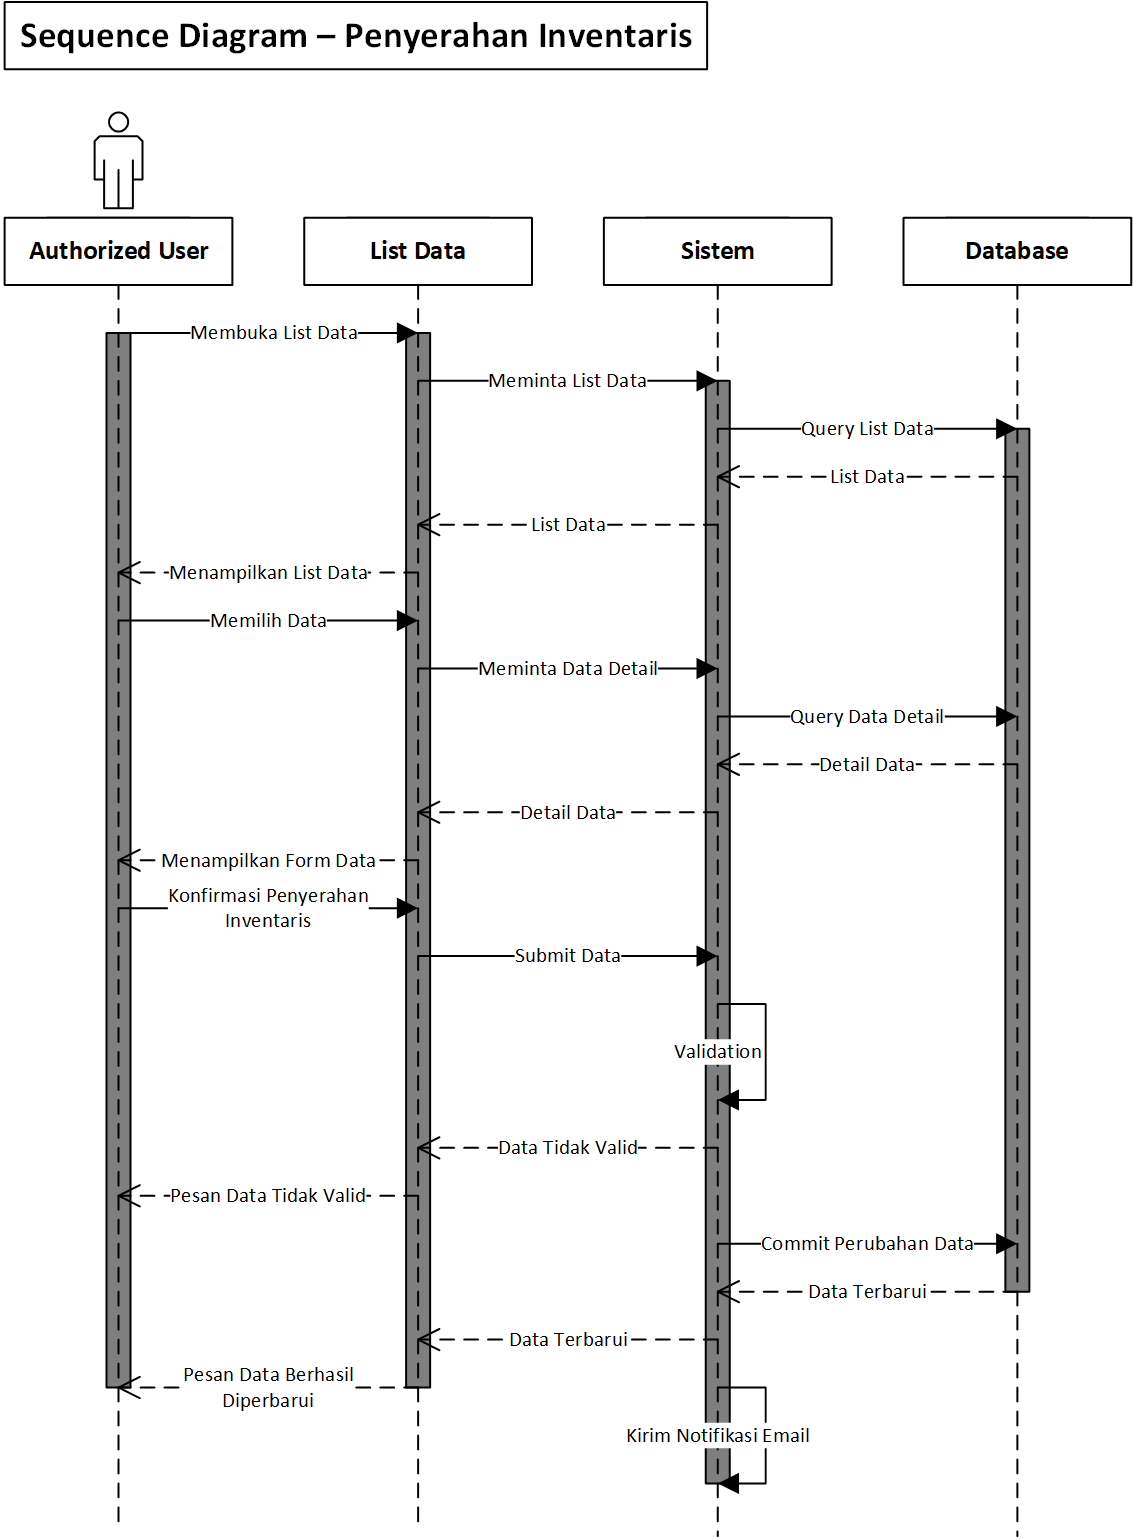 Sequence Diagram – Penyerahan Inventaris
Authorized User
List Data
Sistem
Database
Membuka List Data
Meminta List Data
Query List Data
List Data
List Data
Menampilkan List Data
Memilih Data
Meminta Data Detail
Query Data Detail
Detail Data
Detail Data
Menampilkan Form Data
Konfirmasi Penyerahan
Inventaris
Submit Data
Validation
Data Tidak Valid
Pesan Data Tidak Valid
Commit Perubahan Data
Data Terbarui
Data Terbarui
Pesan Data Berhasil
Diperbarui
Kirim Notifikasi Email